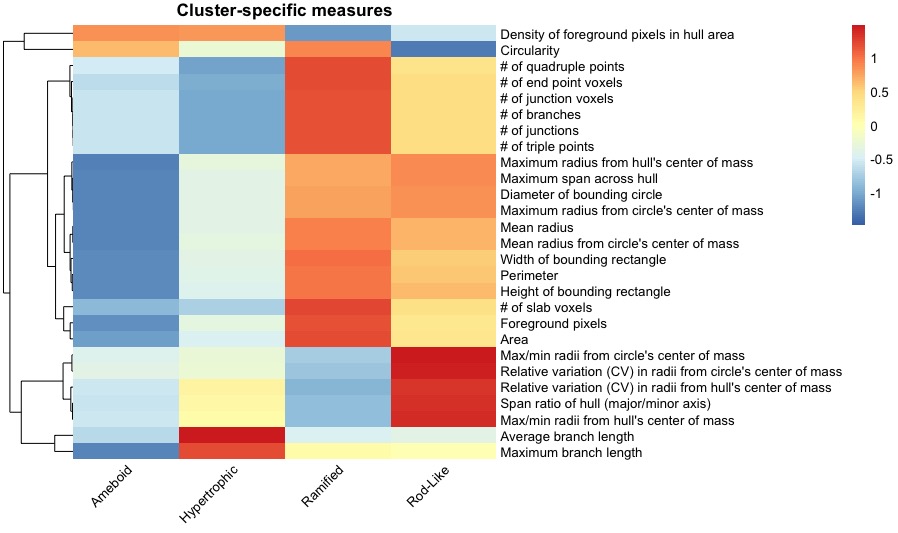 Cluster-specific measures
Density of foreground pixels in hull area
Circularity
# of quadruple points
# of end point voxels
# of junction voxels
# of branches
# of junctions
# of triple points
Maximum radius from hull's center of mass
Maximum span across hull
Diameter of bounding circle
Maximum radius from circle's center of mass
Mean radius
Mean radius from circle's center of mass
Width of bounding rectangle
Perimeter
Height of bounding rectangle
# of slab voxels
Foreground pixels
Area
Max/min radii from circle's center of mass
Relative variation (CV) in radii from circle's center of mass
Relative variation (CV) in radii from hull's center of mass
Span ratio of hull (major/minor axis)
Max/min radii from hull's center of mass
Average branch length
Maximum branch length
1
0.5
0
-0.5
-1
Ameboid
Hypertrophic
Ramified
Rod-Like